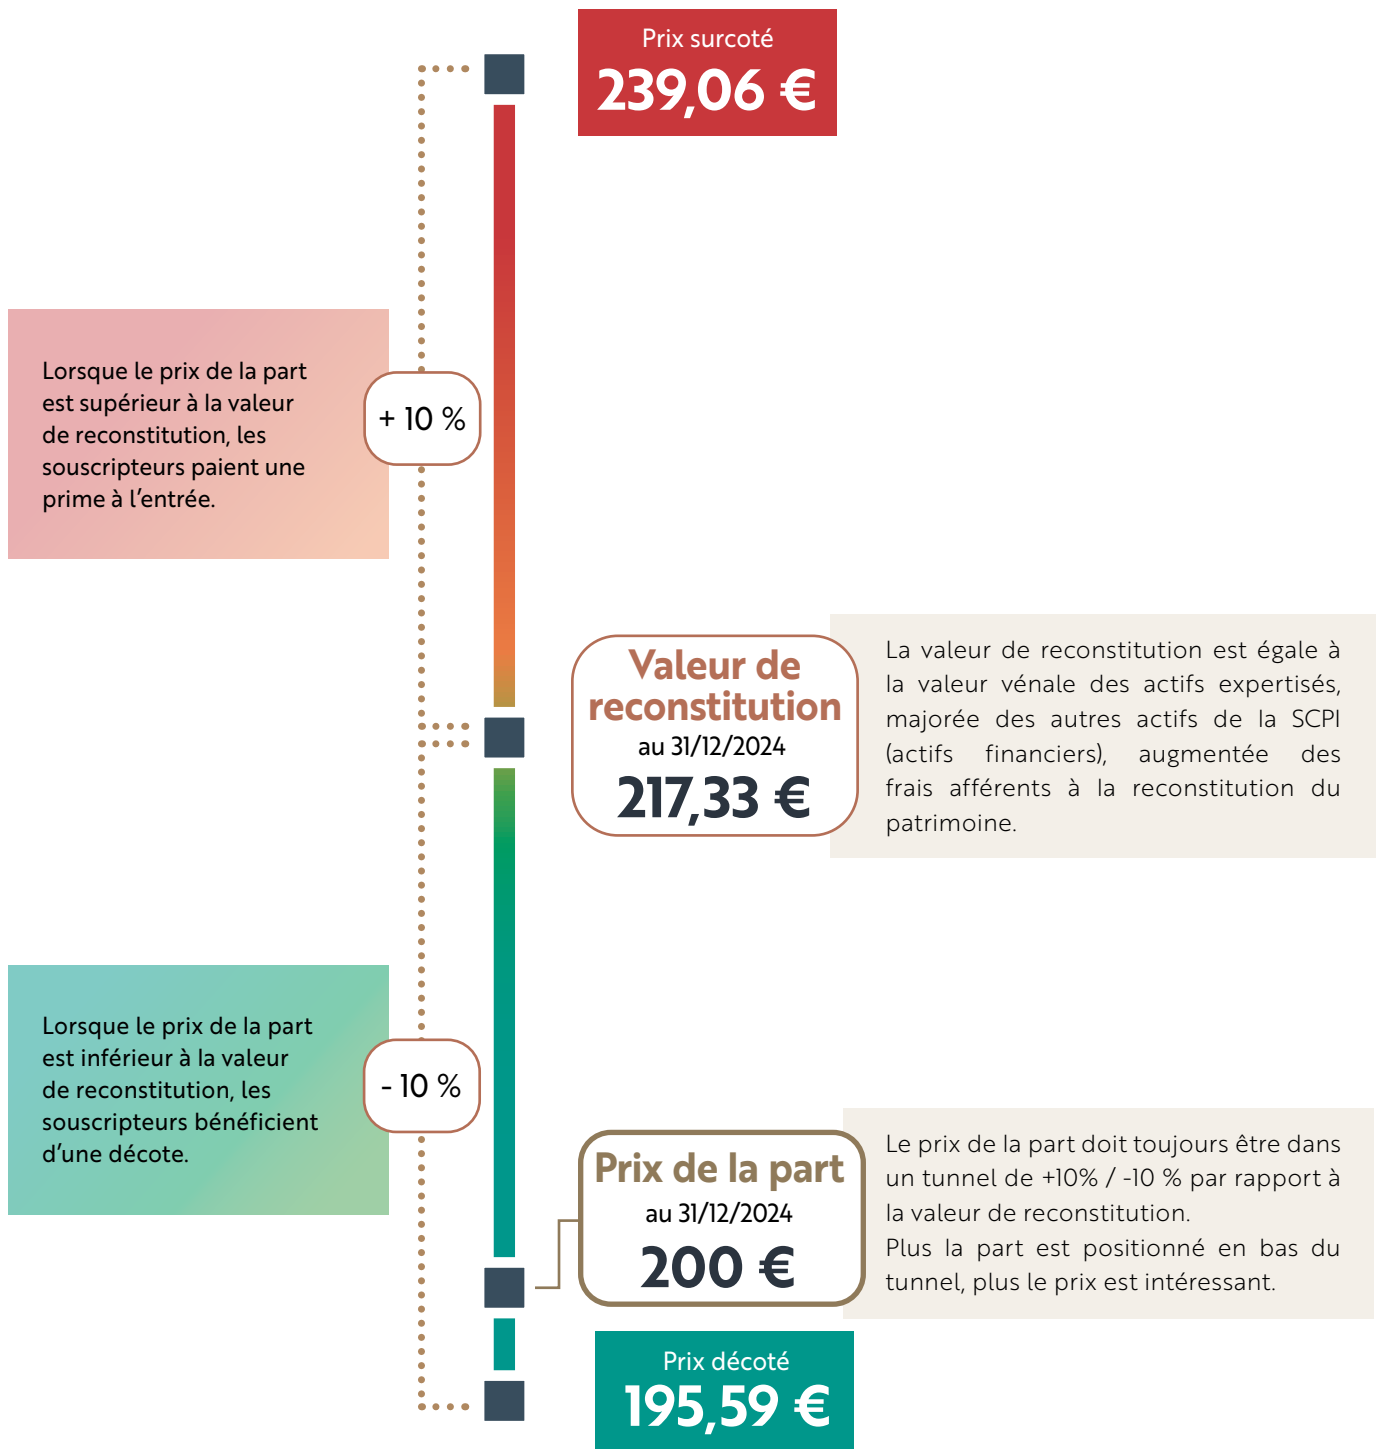 Prix surcoté
239,06 €
Lorsque le prix de la part
est supérieur à la valeur
de reconstitution, les
souscripteurs paient une
prime à l’entrée.
+ 10 %
Valeur de
reconstitution
au 31/12/2024
217,33 €
La valeur de reconstitution est égale à
la valeur vénale des actifs expertisés,
majorée des autres actifs de la SCPI
(actifs financiers), augmentée des
frais afférents à la reconstitution du
patrimoine.
Lorsque le prix de la part
est inférieur à la valeur
de reconstitution, les
souscripteurs bénéficient
d’une décote.
- 10 %
Prix de la part
au 31/12/2024
200 €
Le prix de la part doit toujours être dans
un tunnel de +10% / -10 % par rapport à
la valeur de reconstitution.
Plus la part est positionné en bas du
tunnel, plus le prix est intéressant.
Prix décoté
195,59 €